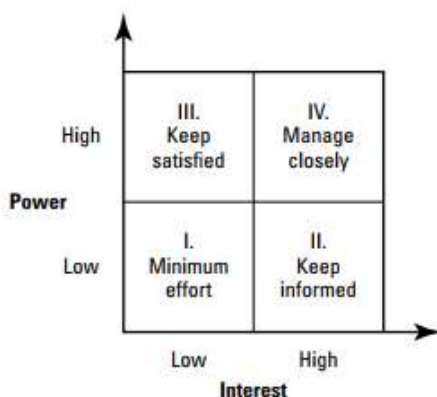 High
Power
Low
III.
Keep
satisfied
IV.
Manage
closely
I.
Minimum
effort
II.
Keep
informed
Low
High
Interest